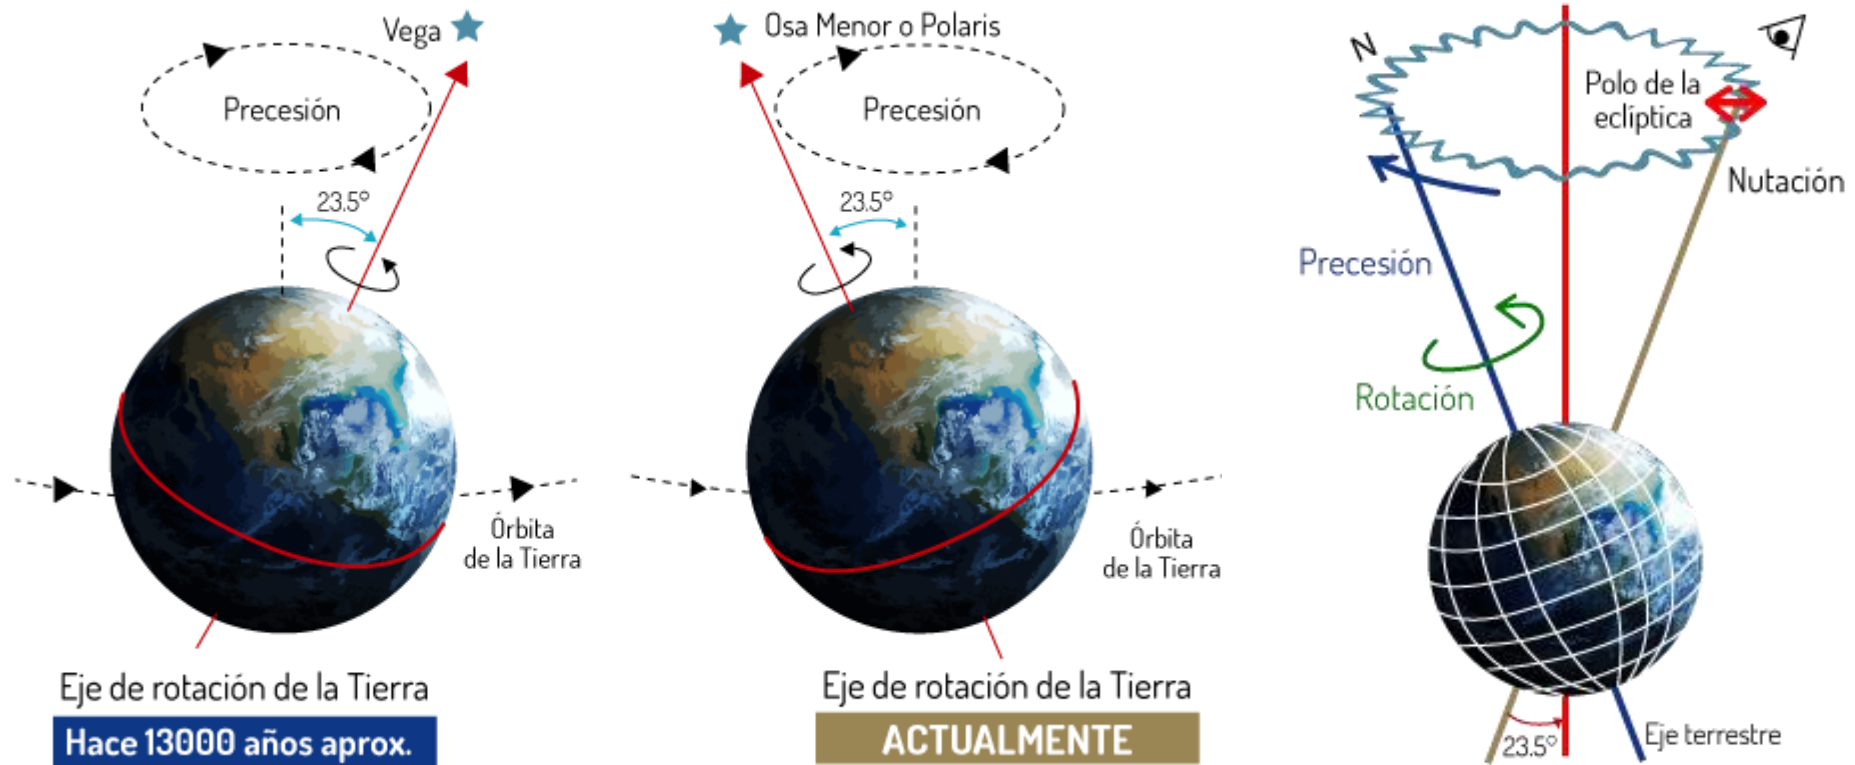 Vega
Precesión
23.5°
Órbita
de la Tierra
Eje de rotación de la Tierra
Hace 13000 años aprox.
Osa Menor o Polaris
Precesión
23.5°
Órbita
de la Tierra
Eje de rotación de la Tierra
ACTUALMENTE
N
Polo de la
eclíptica
Nutación
Precesión
Rotación
23.5°
Eje terrestre